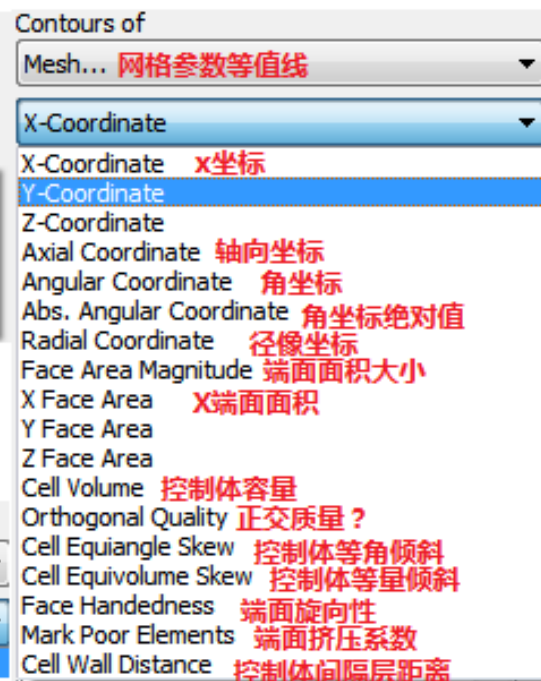 Contours of
Mesh... 网格参数等值线
X-Coordinate
X-Coordinate x坐标
Y-Coordinate
Z-Coordinate
Axial Coordinate 轴向坐标
Angular Coordinate 角坐标
Abs. Angular Coordinate 角坐标绝对值
Radial Coordinate 径像坐标
Face Area Magnitude 端面面积大小
X Face Area X端面面积
Y Face Area
Z Face Area
Cell Volume 控制体容量
Orthogonal Quality 正交质量？
Cell Equiangle Skew 控制体等角倾斜
Cell Equivolume Skew 控制体等量倾斜
Face Handedness 端面旋向性
Mark Poor Elements 端面挤压系数
Cell Wall Distance 控制体间隔层距离